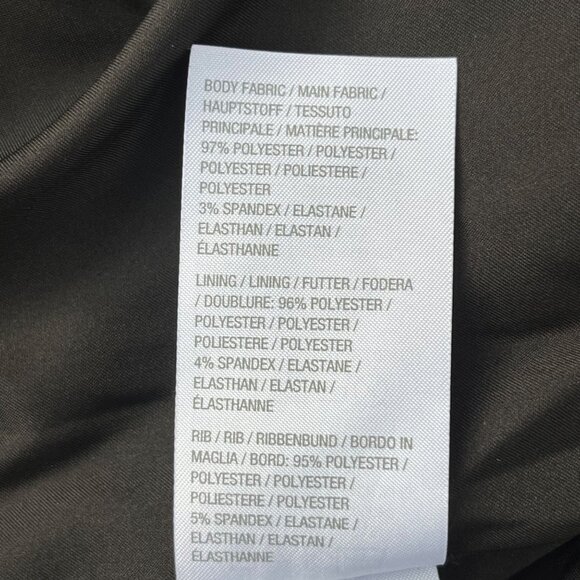 BODY FABRIC / MAIN FABRIC /
HAUPTSTOFF / TESSUTO
PRINCIPALE / MATIÈRE PRINCIPALE:
97% POLYESTER / POLYESTER /
POLYESTER / POLIESTERE /
POLYESTER
3% SPANDEX / ELASTANE /
ELASTHAN / ELASTAN /
ÉLASTHANNE
LINING / LINING / FUTTER / FODERA
/ DOUBLURE: 96% POLYESTER /
POLYESTER / POLYESTER /
POLIESTERE / POLYESTER
4% SPANDEX / ELASTANE /
ELASTHAN / ELASTAN /
ÉLASTHANNE
RIB / RIB / RIBBENBUND / BORDO IN
MAGLIA / BORD: 95% POLYESTER /
POLYESTER / POLYESTER /
POLIESTERE / POLYESTER
5% SPANDEX / ELASTANE /
ELASTHAN / ELASTAN /
ÉLASTHANNE